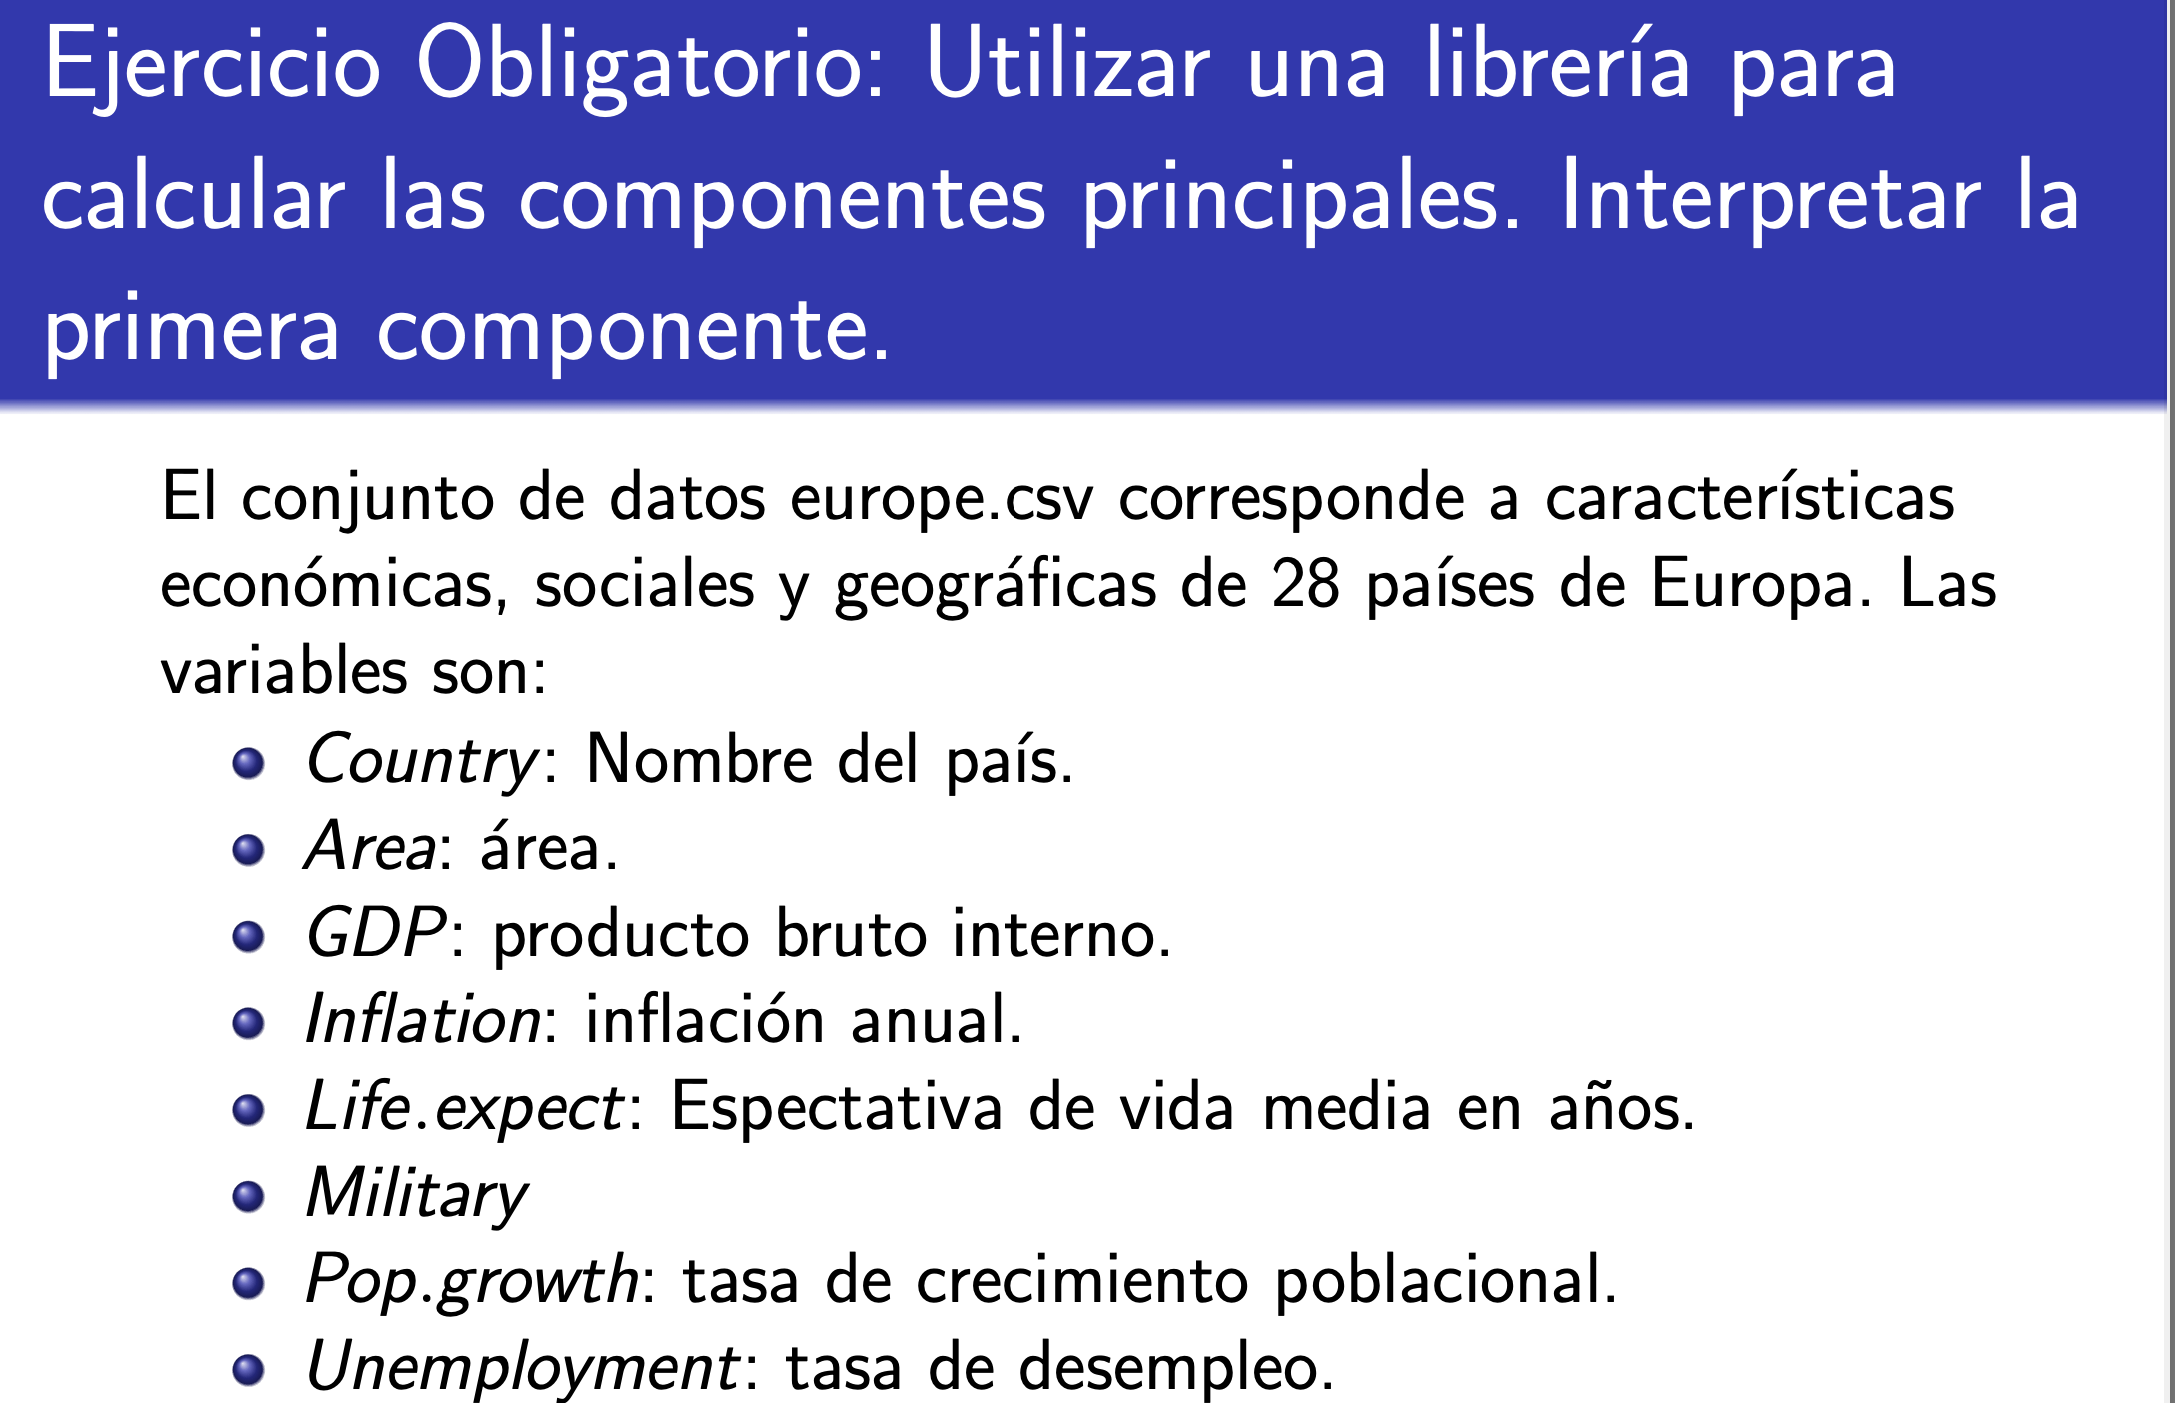 Ejercicio Obligatorio: Utilizar una librería para
calcular las componentes principales. Interpretar la
primera componente.
El conjunto de datos europe.csv corresponde a características
económicas, sociales y geográficas de 28 países de Europa. Las
variables son:
Country: Nombre del país.
Area: área.
GDP: producto bruto interno.
Inflation: inflación anual.
Life.expect: Espectativa de vida media en años.
Military
Pop.growth: tasa de crecimiento poblacional.
Unemployment: tasa de desempleo.